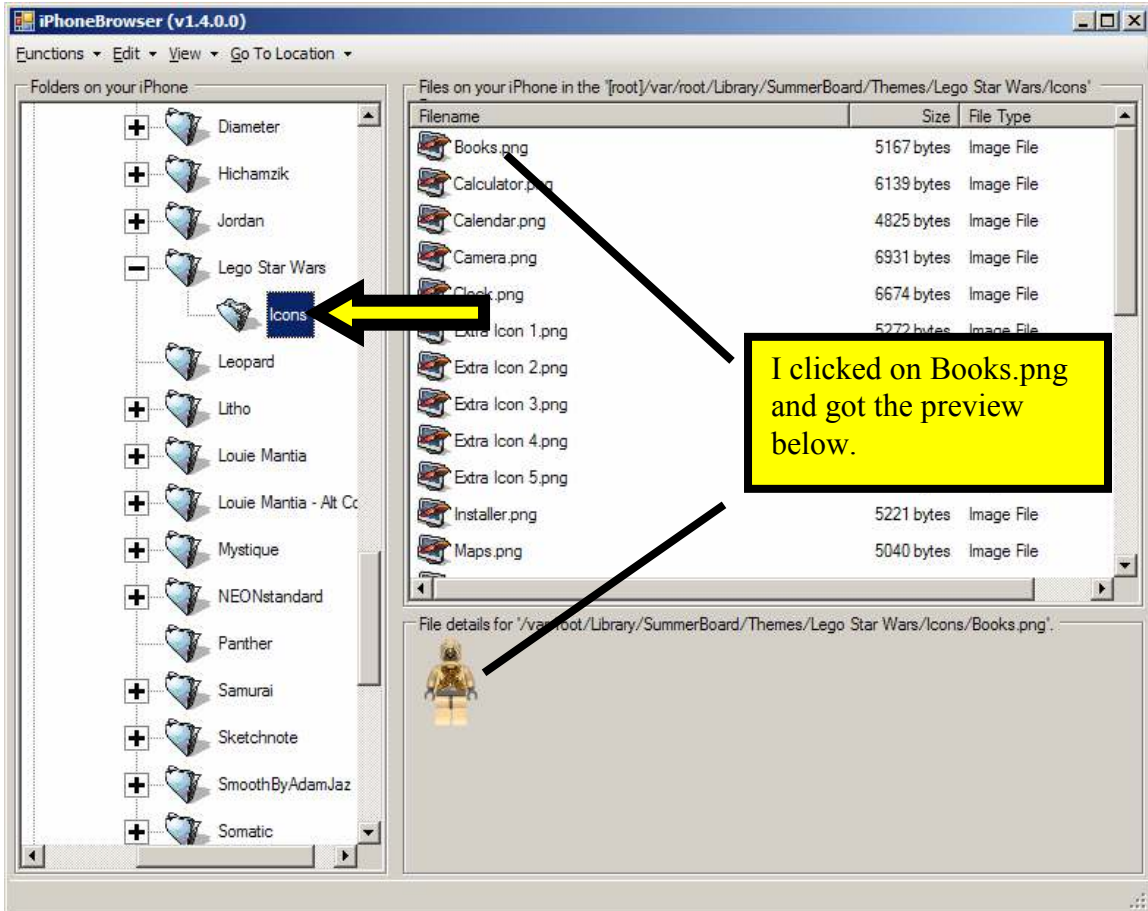 iPhoneBrowser (v1.4.0.0)
Functions Edit View Go To Location
Folders on your iPhone
Diameter
Hichamzik
Jordan
Lego Star Wars
Icons
Leopard
Litho
Louie Mantia
Louie Mantia - Alt Co
Mystique
NEONstandard
Panther
Samurai
Sketchnote
SmoothByAdamJaz
Somatic
Files on your iPhone in the '[root]/var/root/Library/SummerBoard/Themes/Lego Star Wars/Icons'
Filename Size File Type
Books.png 5167 bytes Image File
Calculator.png 6139 bytes Image File
Calendar.png 4825 bytes Image File
Camera.png 6931 bytes Image File
Clock.png 6674 bytes Image File
Extra Icon 1.png 5272 bytes Image File
Extra Icon 2.png
Extra Icon 3.png
Extra Icon 4.png
Extra Icon 5.png
Installer.png 5221 bytes Image File
Maps.png 5040 bytes Image File
I clicked on Books.png
and got the preview
below.
File details for '/var/root/Library/SummerBoard/Themes/Lego Star Wars/Icons/Books.png'.